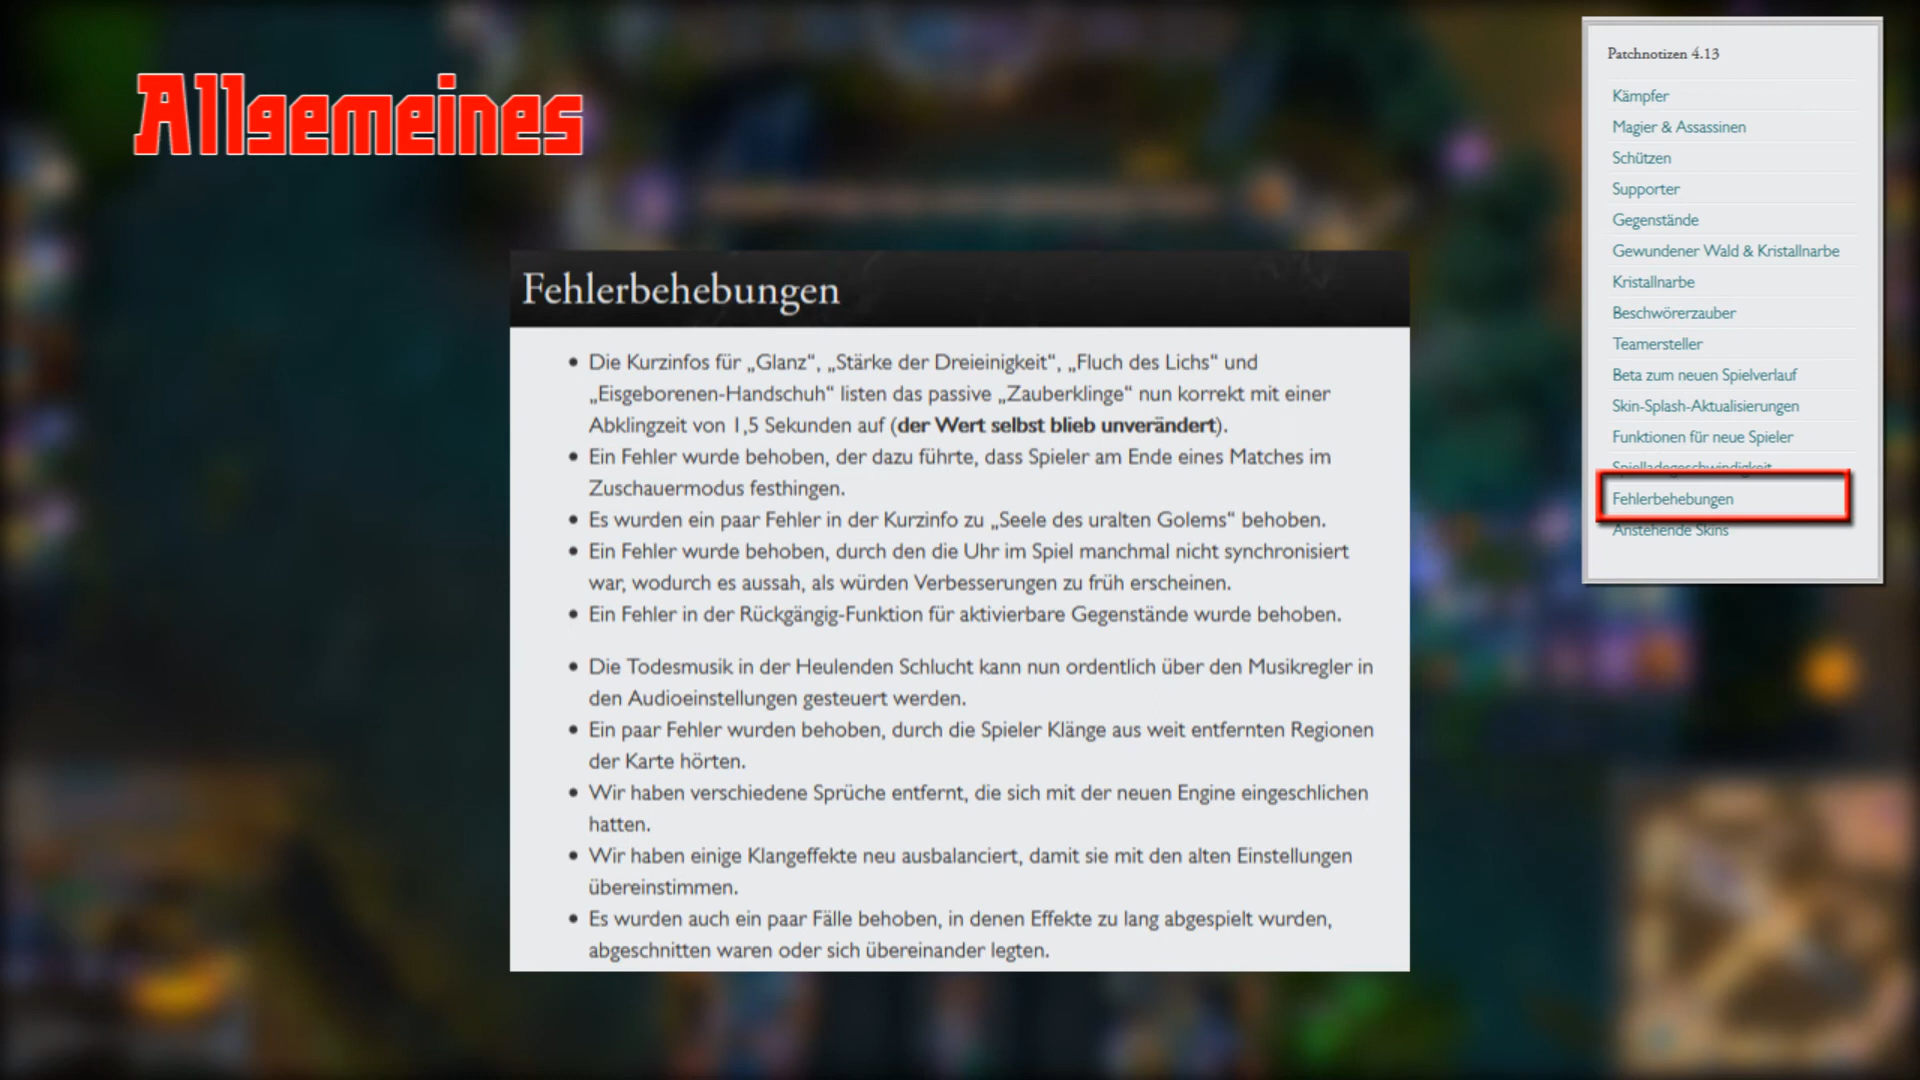 Allgemeines
Fehlerbehebungen
• Die Kurzinfos für „Glanz“, „Stärke der Dreieinigkeit“, „Fluch des Lichs“ und
„Eisgeborenen-Handschuh“ listen das passive „Zauberklinge“ nun korrekt mit einer
Abklingzeit von 1,5 Sekunden auf (der Wert selbst blieb unverändert).
• Ein Fehler wurde behoben, der dazu führte, dass Spieler am Ende eines Matches im
Zuschauermodus festhingen.
• Es wurden ein paar Fehler in der Kurzinfo zu „Seele des uralten Golems“ behoben.
• Ein Fehler wurde behoben, durch den die Uhr im Spiel manchmal nicht synchronisiert
war, wodurch es aussah, als würden Verbesserungen zu früh erscheinen.
• Ein Fehler in der Rückgängig-Funktion für aktivierbare Gegenstände wurde behoben.
• Die Todesmusik in der Heulenden Schlucht kann nun ordentlich über den Musikregler in
den Audioeinstellungen gesteuert werden.
• Ein paar Fehler wurden behoben, durch die Spieler Klänge aus weit entfernten Regionen
der Karte hörten.
• Wir haben verschiedene Sprüche entfernt, die sich mit der neuen Engine eingeschlichen
hatten.
• Wir haben einige Klangeffekte neu ausbalanciert, damit sie mit den alten Einstellungen
übereinstimmen.
• Es wurden auch ein paar Fälle behoben, in denen Effekte zu lang abgespielt wurden,
abgeschnitten waren oder sich übereinander legten.
Patchnotizen 4.13
Kämpfer
Magier & Assassinen
Schützen
Supporter
Gegenstände
Gewundener Wald & Kristallnarbe
Kristallnarbe
Beschwörerzauber
Teamersteller
Beta zum neuen Spielverlauf
Skin-Splash-Aktualisierungen
Funktionen für neue Spieler
Spielladegeschwindigkeit
Fehlerbehebungen
Anstehende Skins